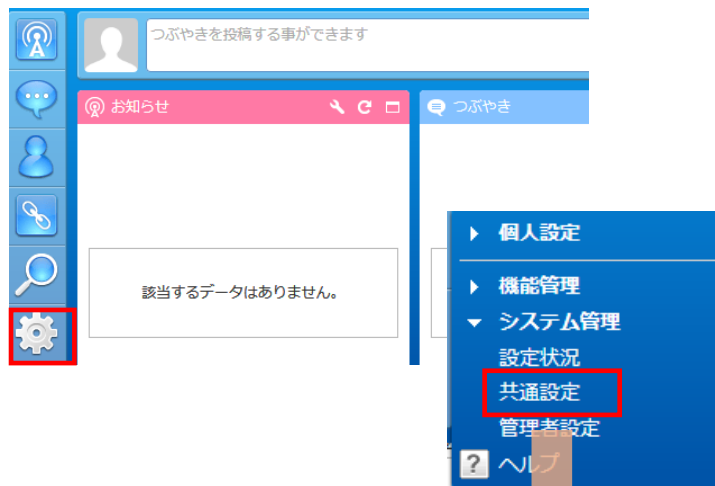 つぶやきを投稿する事ができます
お知らせ
つぶやき
該当するデータはありません。
個人設定
機能管理
システム管理
設定状況
共通設定
管理者設定
? ヘルプ